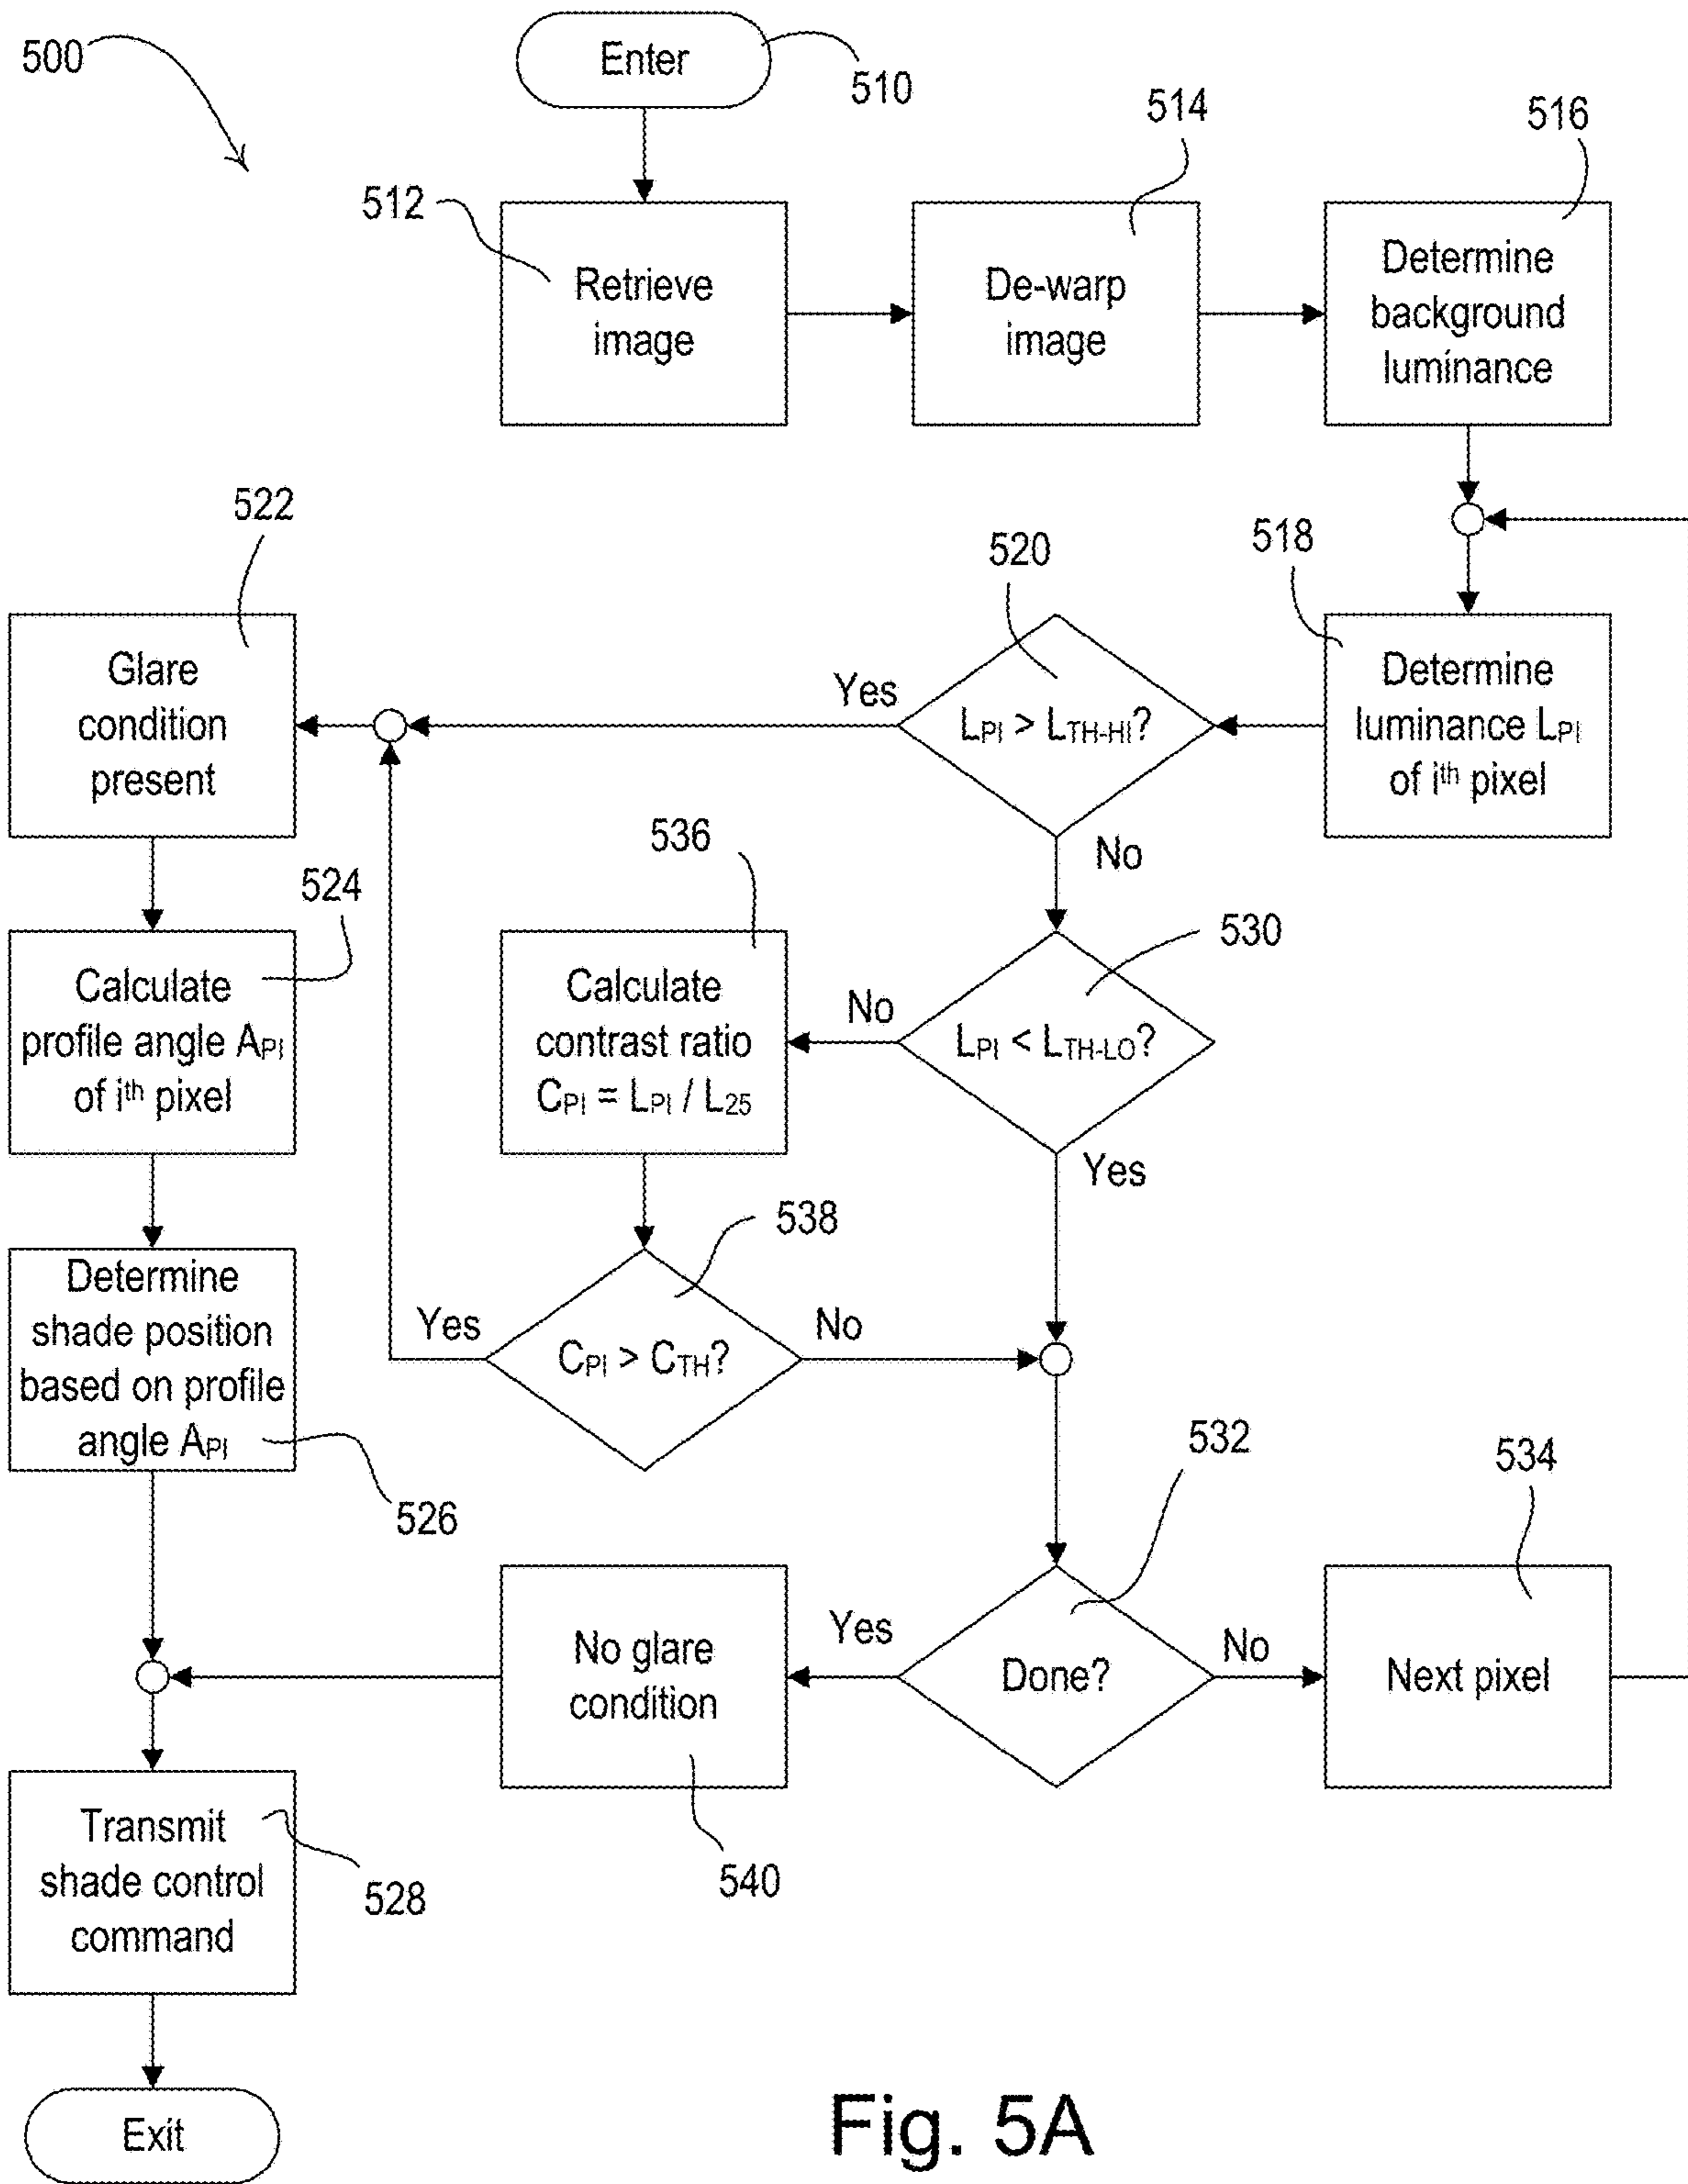 500
Enter
510
512
Retrieve
image
514
De-warp
image
516
Determine
background
luminance
518
Determine
luminance LPI
of ith pixel
520
LPI > LTH-HI?
Yes
No
522
Glare
condition
present
524
Calculate
profile angle API
of ith pixel
526
Determine
shade position
based on profile
angle API
530
LPI < LTH-LO?
No
Yes
536
Calculate
contrast ratio
CPI = LPI / L25
538
CPI > CTH?
Yes
No
532
Done?
Yes
No
534
Next pixel
540
No glare
condition
528
Transmit
shade control
command
Exit
Fig. 5A